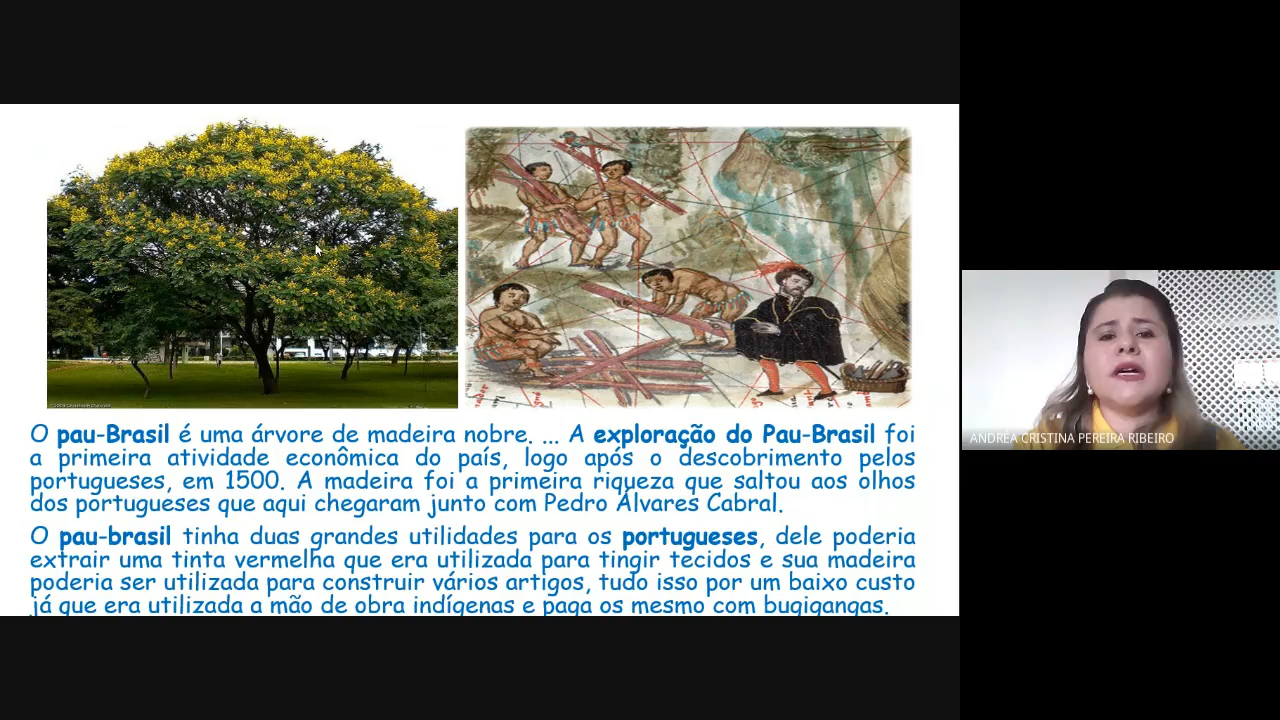 O pau-Brasil é uma árvore de madeira nobre. ... A exploração do Pau-Brasil foi
a primeira atividade econômica do país, logo após o descobrimento pelos
portugueses, em 1500. A madeira foi a primeira riqueza que saltou aos olhos
dos portugueses que aqui chegaram junto com Pedro Álvares Cabral.
O pau-brasil tinha duas grandes utilidades para os portugueses, dele poderia
extrair uma tinta vermelha que era utilizada para tingir tecidos e sua madeira
poderia ser utilizada para construir vários artigos, tudo isso por um baixo custo
já que era utilizada a mão de obra indígenas e paga os mesmo com bugigangas.
ANDRÉA CRISTINA PEREIRA RIBEIRO